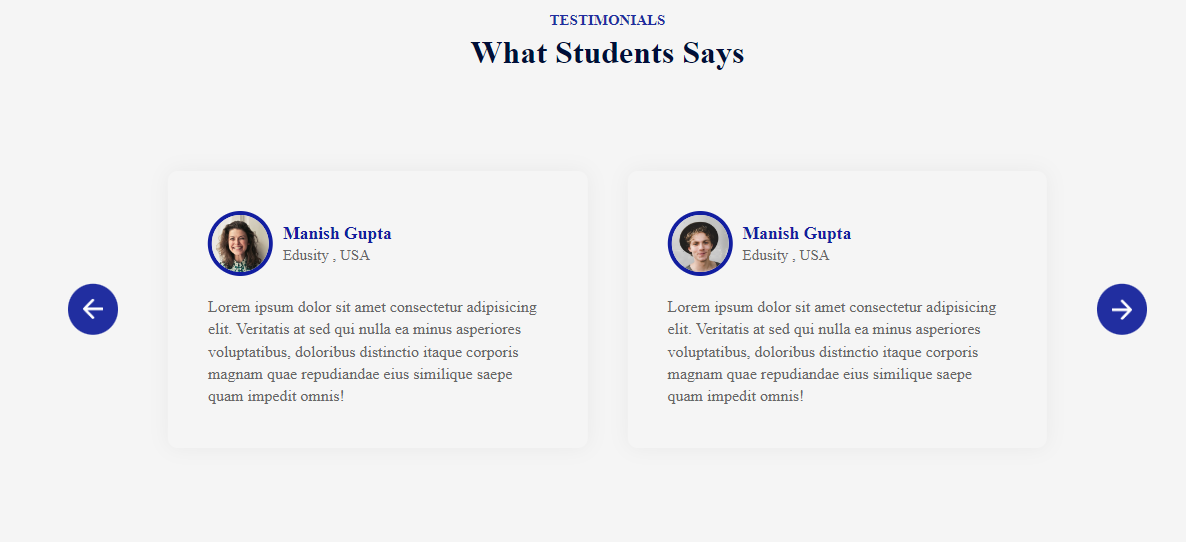 TESTIMONIALS
What Students Says
Manish Gupta
Edusity , USA
Lorem ipsum dolor sit amet consectetur adipisicing
elit. Veritatis at sed qui nulla ea minus asperiores
voluptatibus, doloribus distinctio itaque corporis
magnam quae repudiandae eius similique saepe
quam impedit omnis!
Manish Gupta
Edusity , USA
Lorem ipsum dolor sit amet consectetur adipisicing
elit. Veritatis at sed qui nulla ea minus asperiores
voluptatibus, doloribus distinctio itaque corporis
magnam quae repudiandae eius similique saepe
quam impedit omnis!